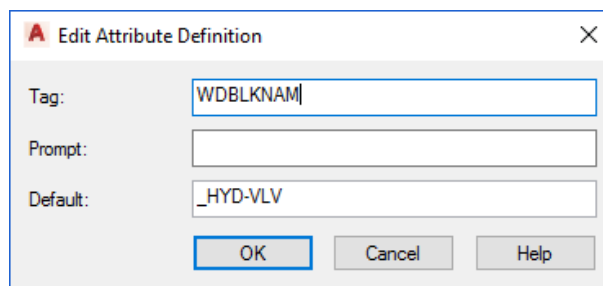 Edit Attribute Definition
Tag: WDBLKNAM
Prompt:
Default: _HYD-VLV
OK Cancel Help